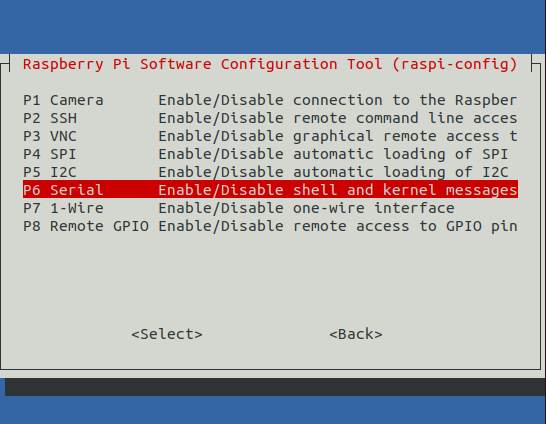 Raspberry Pi Software Configuration Tool (raspi-config)
P1 Camera Enable/Disable connection to the Raspber
P2 SSH Enable/Disable remote command line acces
P3 VNC Enable/Disable graphical remote access t
P4 SPI Enable/Disable automatic loading of SPI
P5 I2C Enable/Disable automatic loading of I2C
P6 Serial Enable/Disable shell and kernel messages
P7 1-Wire Enable/Disable one-wire interface
P8 Remote GPIO Enable/Disable remote access to GPIO pin
<Select> <Back>